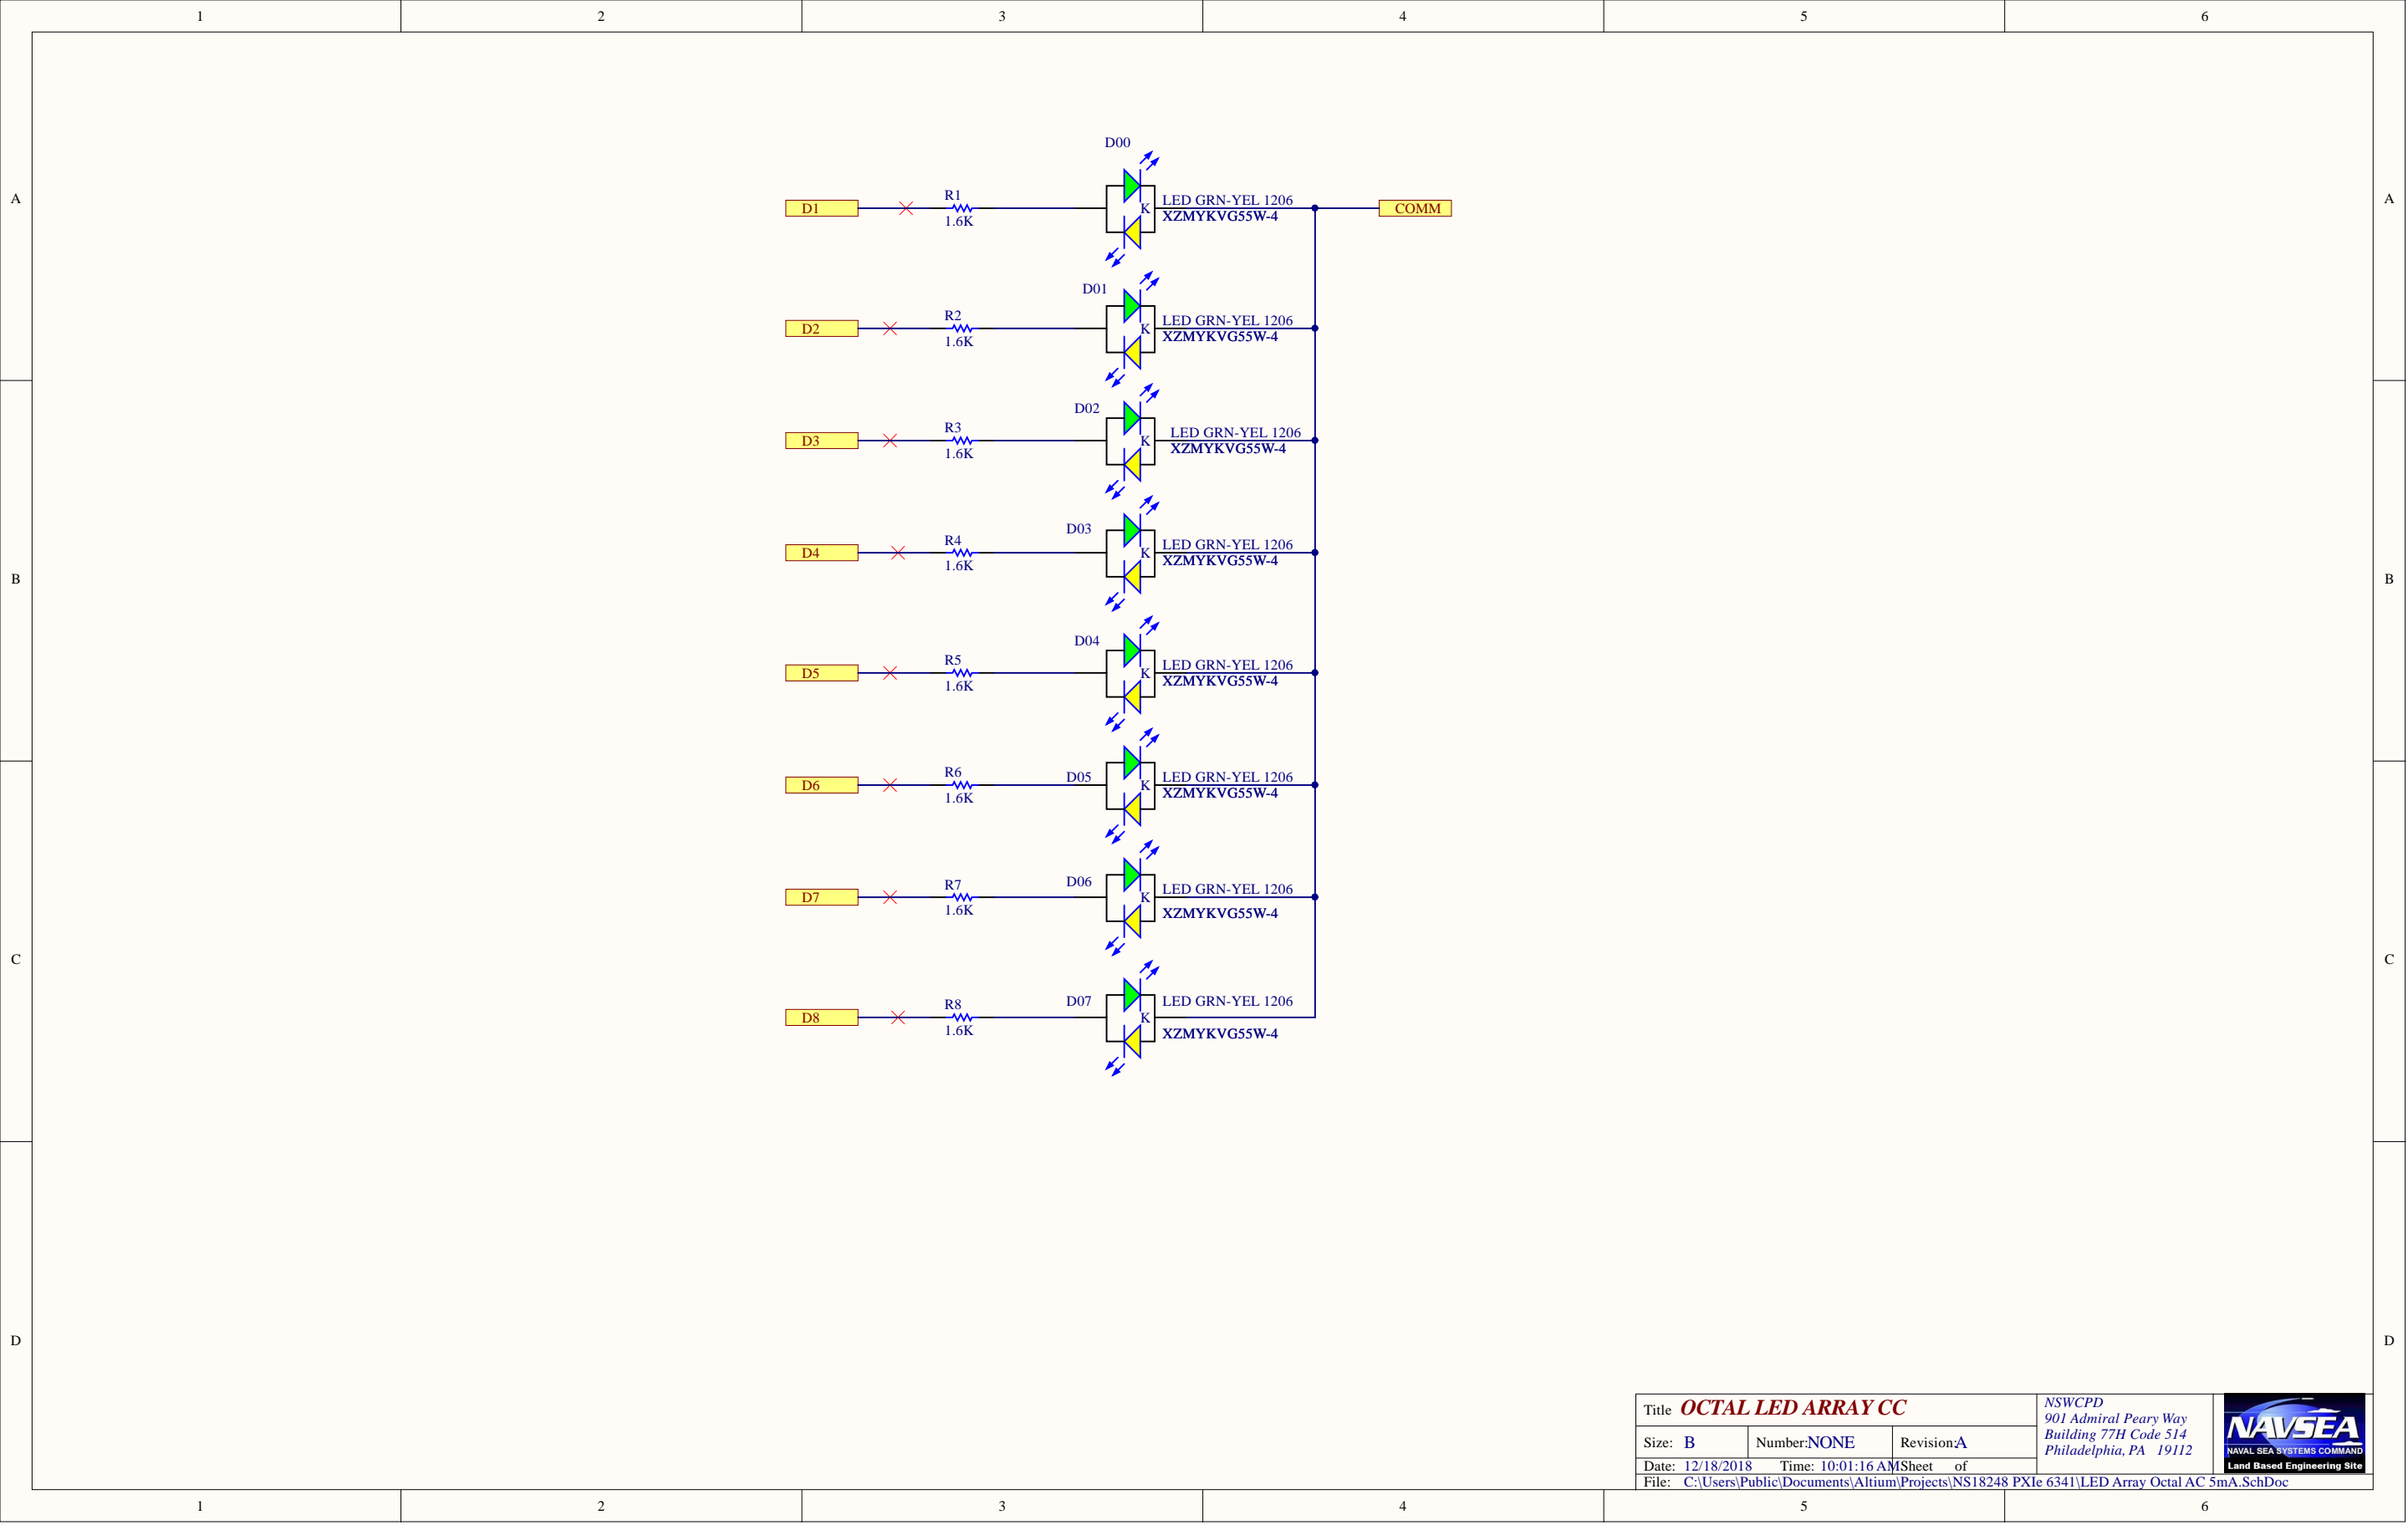 1 2 3 4 5 6
A A
B B
C C
D D
D00
D1 R1 1.6K K LED GRN-YEL 1206 COMM
XZMYKVG55W-4
D01
D2 R2 1.6K K LED GRN-YEL 1206
XZMYKVG55W-4
D02
D3 R3 1.6K K LED GRN-YEL 1206
XZMYKVG55W-4
D03
D4 R4 1.6K K LED GRN-YEL 1206
XZMYKVG55W-4
D04
D5 R5 1.6K K LED GRN-YEL 1206
XZMYKVG55W-4
D05
D6 R6 1.6K K LED GRN-YEL 1206
XZMYKVG55W-4
D06
D7 R7 1.6K K LED GRN-YEL 1206
XZMYKVG55W-4
D07
D8 R8 1.6K K LED GRN-YEL 1206
XZMYKVG55W-4
Title OCTAL LED ARRAY CC
Size: B Number:NONE Revision:A
Date: 12/18/2018 Time: 10:01:16 AM Sheet of
File: C:\Users\Public\Documents\Altium\Projects\NS18248 PXIe 6341\LED Array Octal AC 5mA.SchDoc
NSWCPD
901 Admiral Peary Way
Building 77H Code 514
Philadelphia, PA 19112
NAVSEA
NAVAL SEA SYSTEMS COMMAND
Land Based Engineering Site
1 2 3 4 5 6